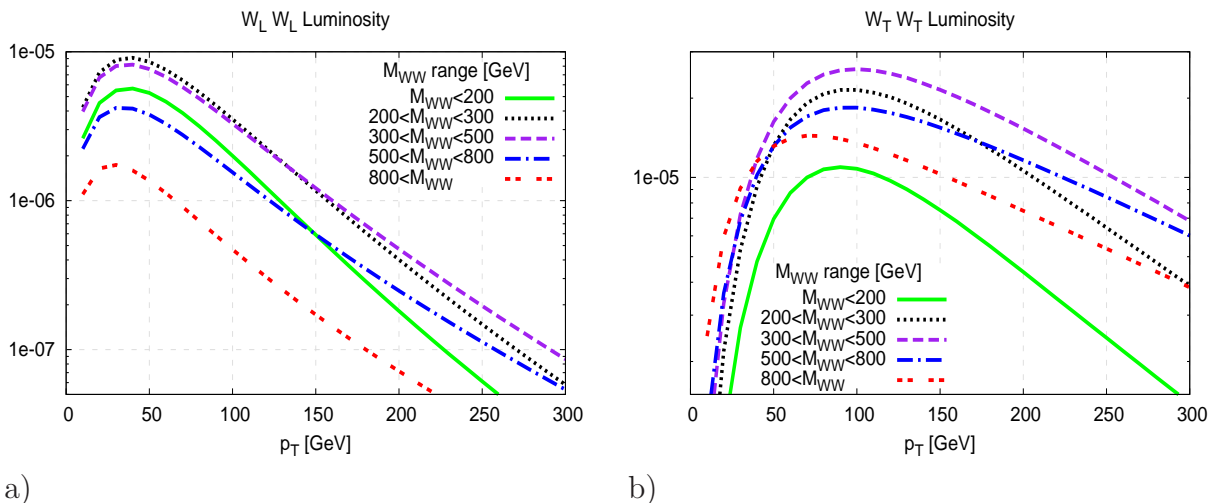 W_L W_L Luminosity
1e-05
1e-06
1e-07
M_WW range [GeV]
M_WW<200
200<M_WW<300
300<M_WW<500
500<M_WW<800
800<M_WW
0 50 100 150 200 250 300
p_T [GeV]
a)
W_T W_T Luminosity
1e-05
M_WW range [GeV]
M_WW<200
200<M_WW<300
300<M_WW<500
500<M_WW<800
800<M_WW
0 50 100 150 200 250 300
p_T [GeV]
b)